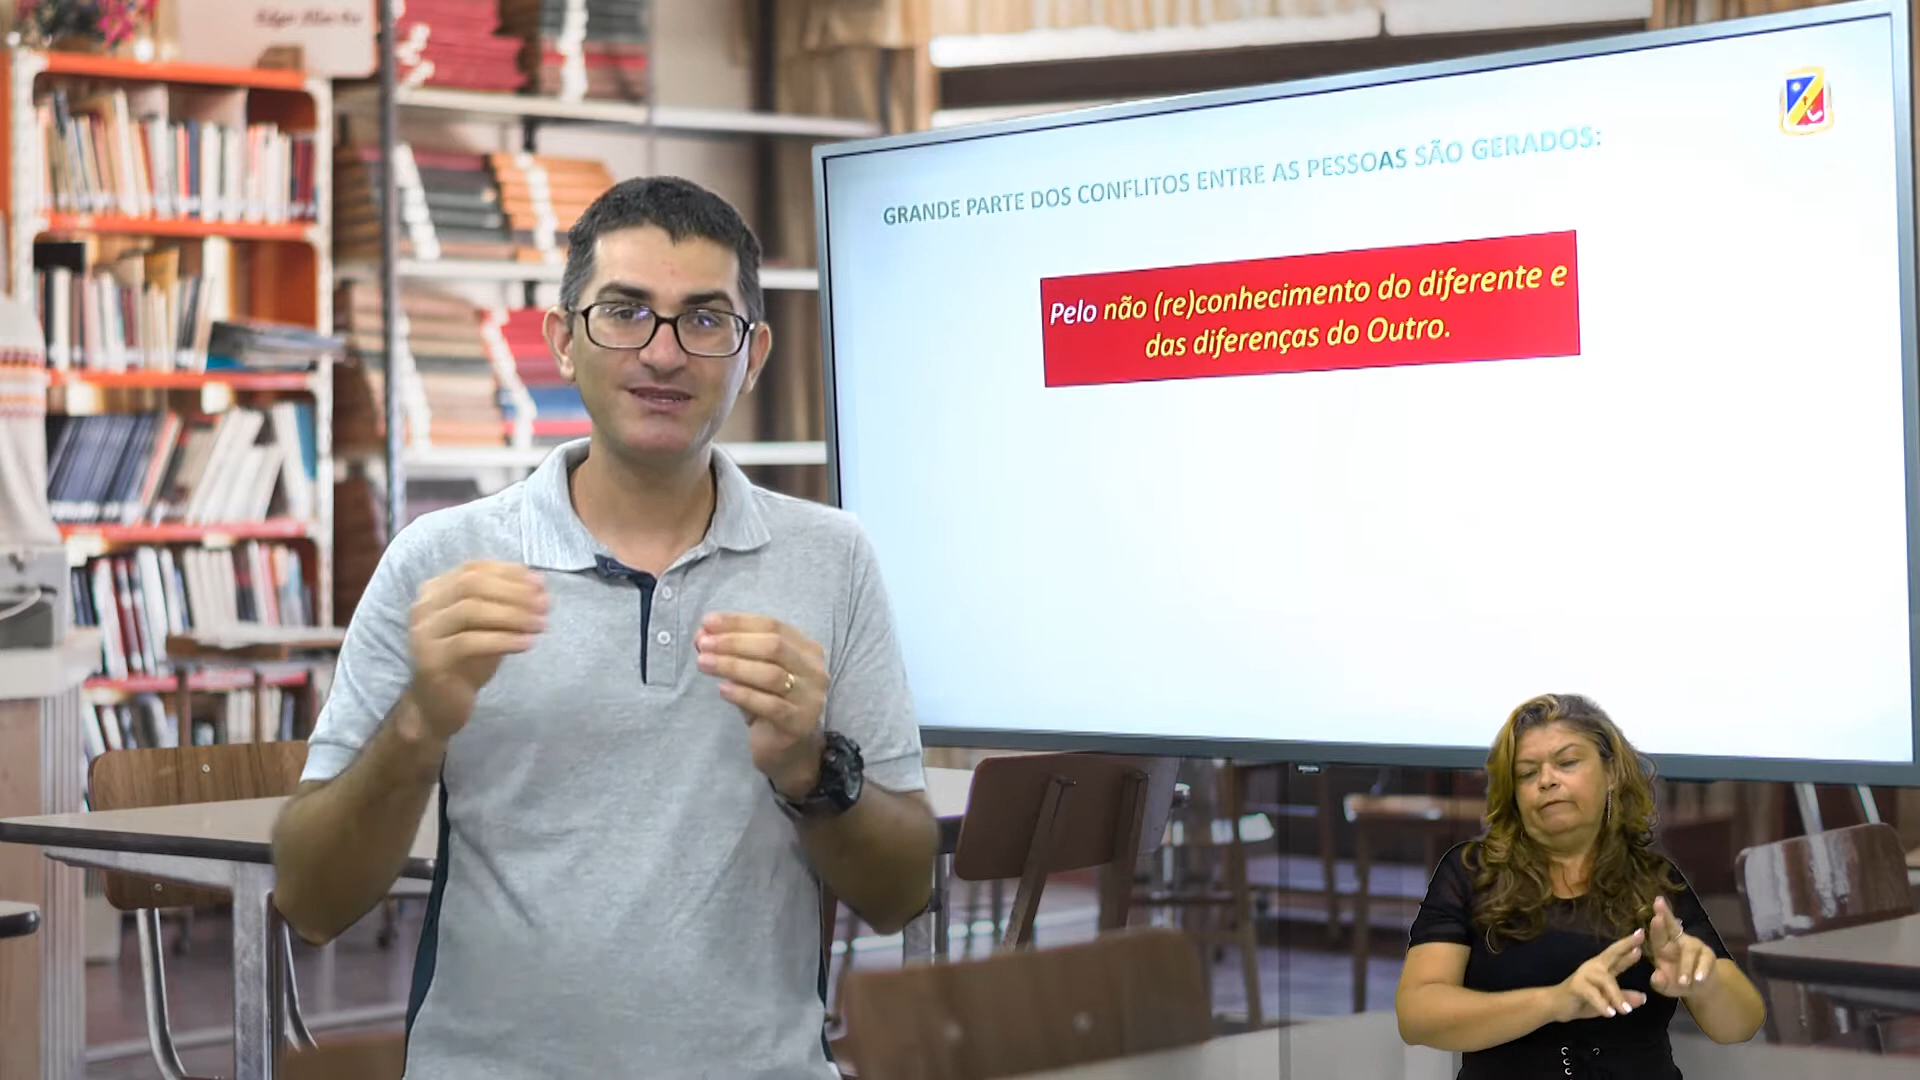 GRANDE PARTE DOS CONFLITOS ENTRE AS PESSOAS SÃO GERADOS:
Pelo não (re)conhecimento do diferente e
das diferenças do Outro.